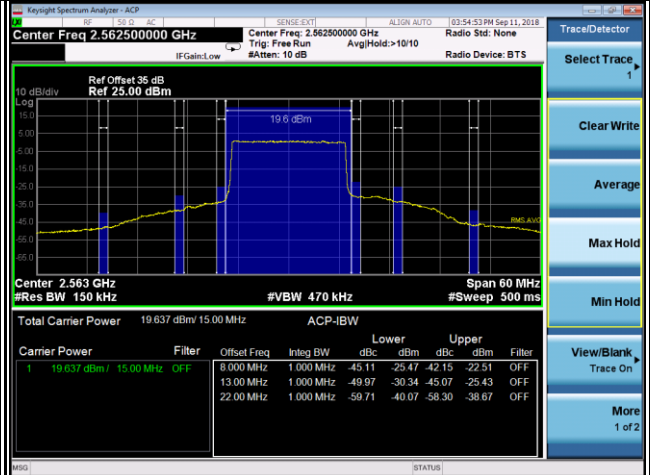 Keysight Spectrum Analyzer - ACP
RF 50 Ω AC SENSE:EXT ALIGN AUTO 03:54:53 PM Sep 11, 2018
Center Freq 2.562500000 GHz
Center Freq: 2.562500000 GHz Radio Std: None
Trig: Free Run Avg|Hold:>10/10
IFGain:Low #Atten: 10 dB Radio Device: BTS
Ref Offset 35 dB
10 dB/div Ref 25.00 dBm
Log
15.0
5.00
-5.00
-15.0
-25.0
-35.0
-45.0
-55.0
-65.0
19.6 dBm
RMS AVG
Center 2.563 GHz Span 60 MHz
#Res BW 150 kHz #VBW 470 kHz #Sweep 500 ms
Total Carrier Power 19.637 dBm/ 15.00 MHz ACP-IBW
Lower Upper
Carrier Power Filter Offset Freq Integ BW dBc dBm dBc dBm Filter
1 19.637 dBm / 15.00 MHz OFF 8.000 MHz 1.000 MHz -45.11 -25.47 -42.15 -22.51 OFF
13.00 MHz 1.000 MHz -49.97 -30.34 -45.07 -25.43 OFF
22.00 MHz 1.000 MHz -59.71 -40.07 -58.30 -38.67 OFF
MSG STATUS
Trace/Detector
Select Trace
1
Clear Write
Average
Max Hold
Min Hold
View/Blank
Trace On
More
1 of 2